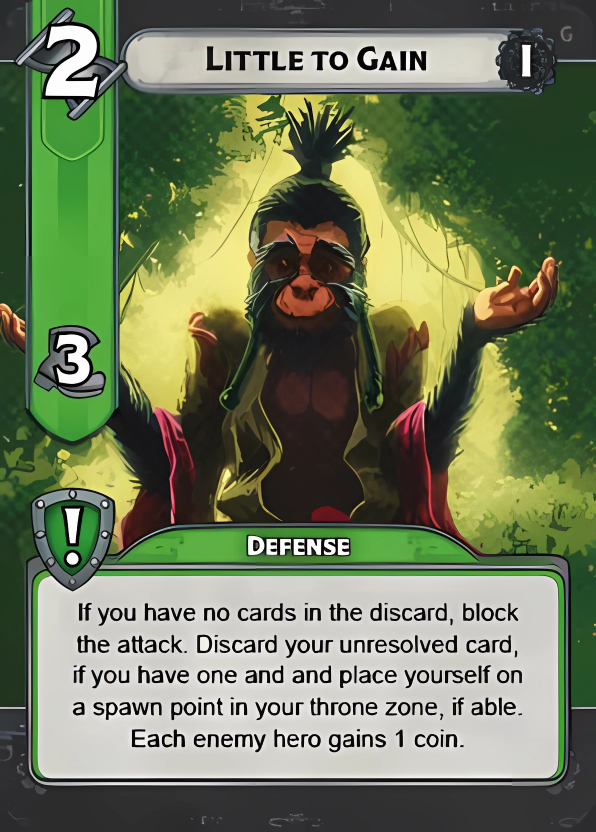 2
LITTLE TO GAIN
I
G
3
!
DEFENSE
If you have no cards in the discard, block
the attack. Discard your unresolved card,
if you have one and and place yourself on
a spawn point in your throne zone, if able.
Each enemy hero gains 1 coin.